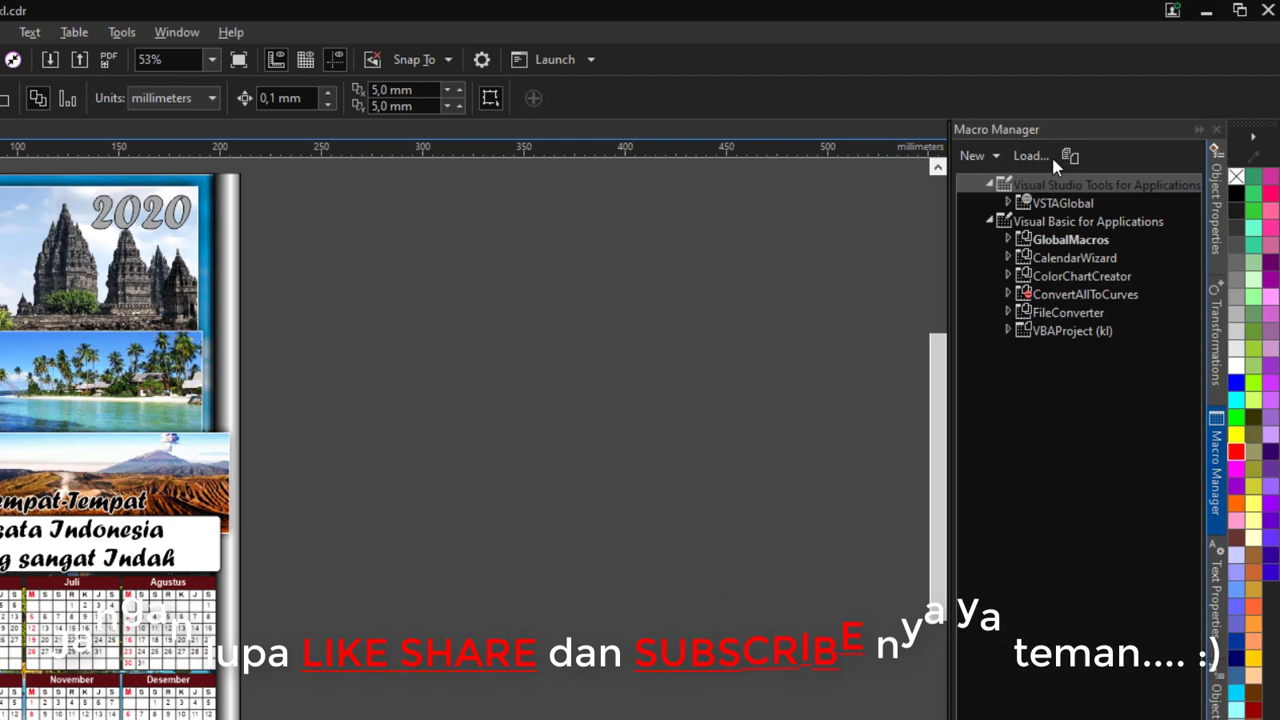 kl.cdr
Text Table Tools Window Help
PDF 53% Snap To Launch
Units: millimeters 0,1 mm 5,0 mm
5,0 mm
100 150 200 250 300 350 400 450 500 millimeters
Macro Manager
New Load...
Visual Studio Tools for Applications
VSTAGlobal
Visual Basic for Applications
GlobalMacros
CalendarWizard
ColorChartCreator
ConvertAllToCurves
FileConverter
VBAProject (kl)
Object Properties
Transformations
Macro Manager
Text Properties
Object
2020
empat-Tempat
sata Indonesia
g sangat Indah
Juli Agustus
November Desember
LIKE SHARE dan SUBSCRIBE nya ya teman.... :)